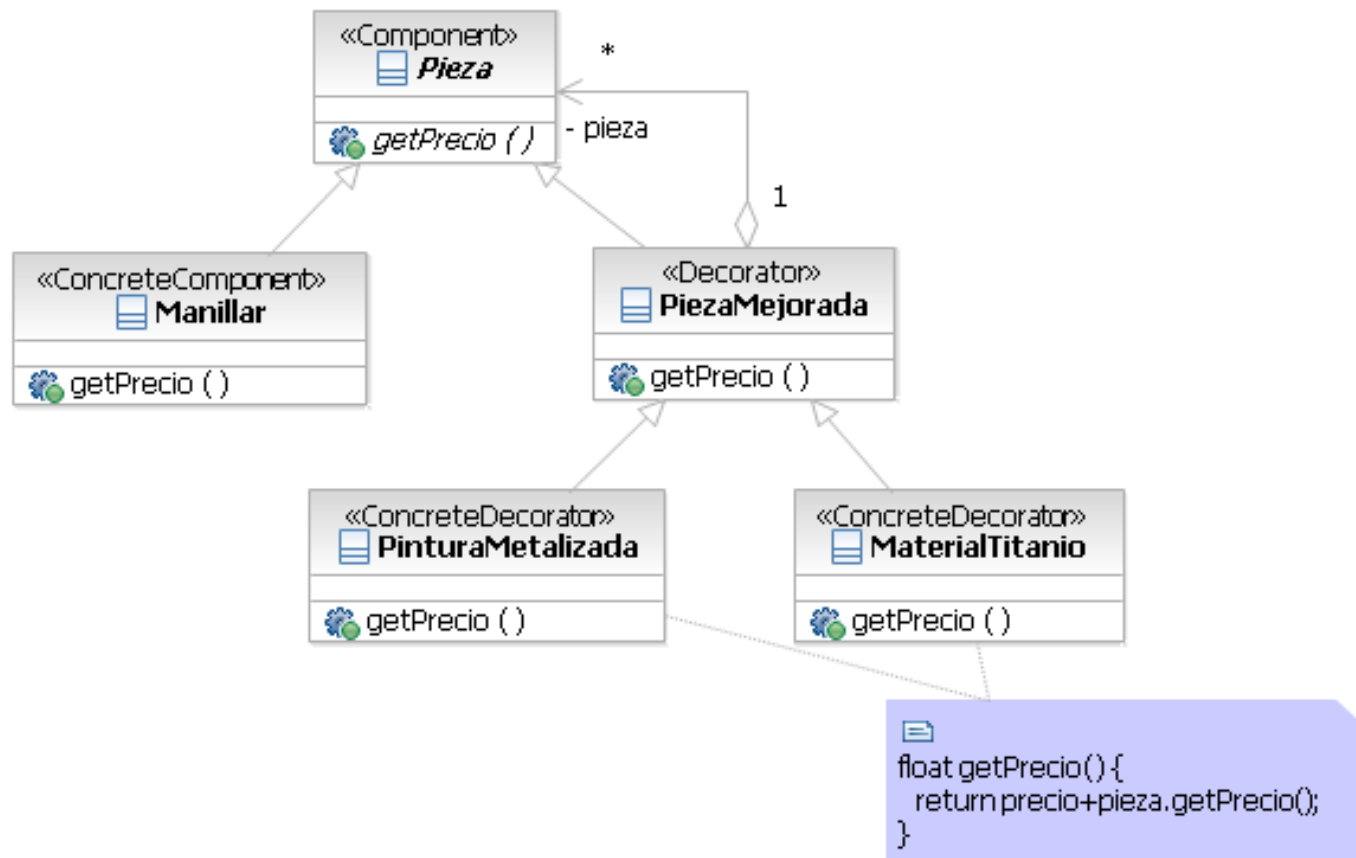 «Component»
Pieza
getPrecio ( )
*
- pieza
1
«ConcreteComponent»
Manillar
getPrecio ( )
«Decorator»
PiezaMejorada
getPrecio ( )
«ConcreteDecorator»
PinturaMetalizada
getPrecio ( )
«ConcreteDecorator»
MaterialTitanio
getPrecio ( )
float getPrecio() {
return precio+pieza.getPrecio();
}